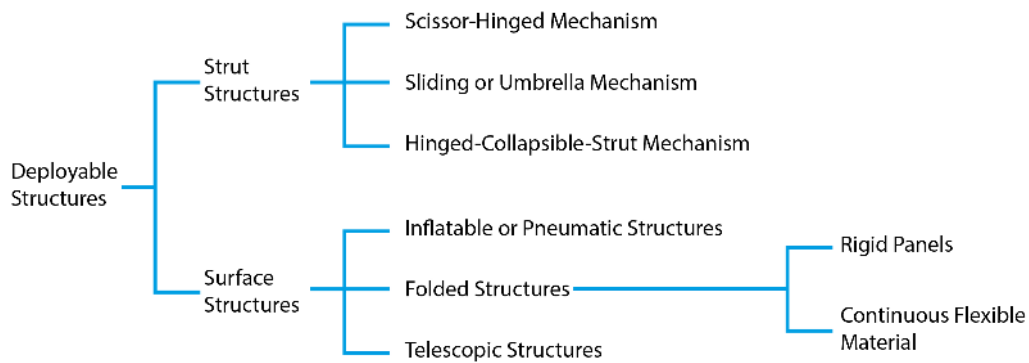 Scissor-Hinged Mechanism
Strut
Structures
Sliding or Umbrella Mechanism
Hinged-Collapsible-Strut Mechanism
Deployable
Structures
Inflatable or Pneumatic Structures
Rigid Panels
Surface
Structures
Folded Structures
Continuous Flexible
Material
Telescopic Structures